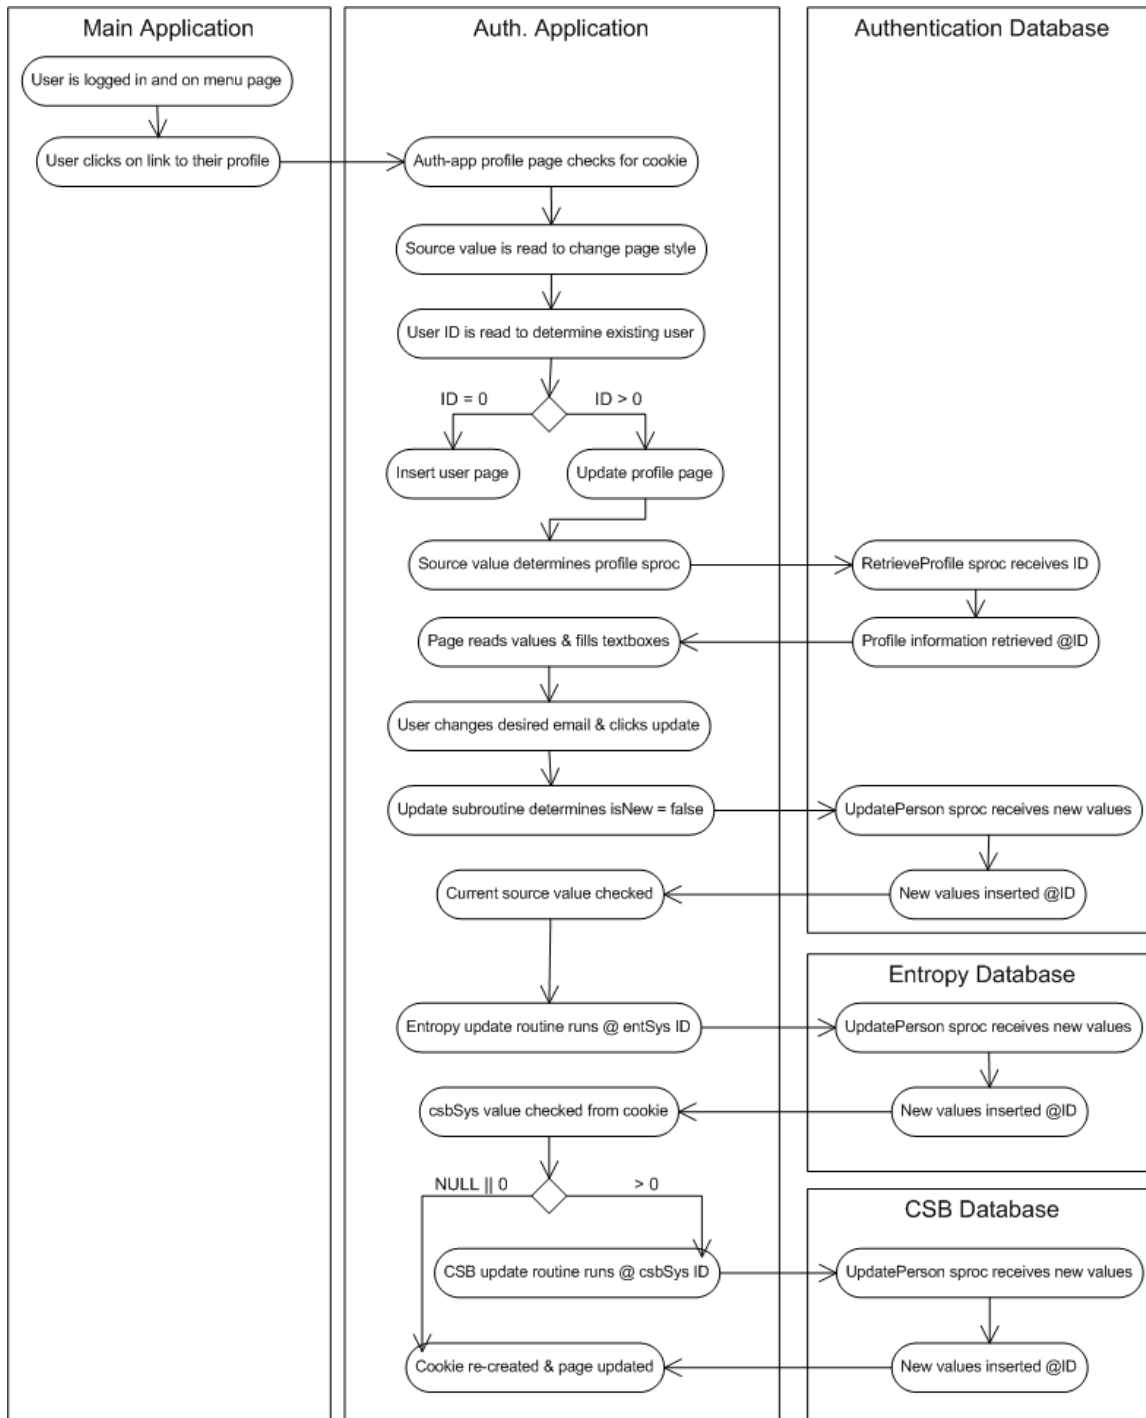 Main Application
Auth. Application
Authentication Database
User is logged in and on menu page
User clicks on link to their profile
Auth-app profile page checks for cookie
Source value is read to change page style
User ID is read to determine existing user
ID = 0
ID > 0
Insert user page
Update profile page
Source value determines profile sproc
RetrieveProfile sproc receives ID
Page reads values & fills textboxes
Profile information retrieved @ID
User changes desired email & clicks update
Update subroutine determines isNew = false
UpdatePerson sproc receives new values
Current source value checked
New values inserted @ID
Entropy Database
Entropy update routine runs @ entSys ID
UpdatePerson sproc receives new values
csbSys value checked from cookie
New values inserted @ID
NULL || 0
> 0
CSB Database
CSB update routine runs @ csbSys ID
UpdatePerson sproc receives new values
Cookie re-created & page updated
New values inserted @ID